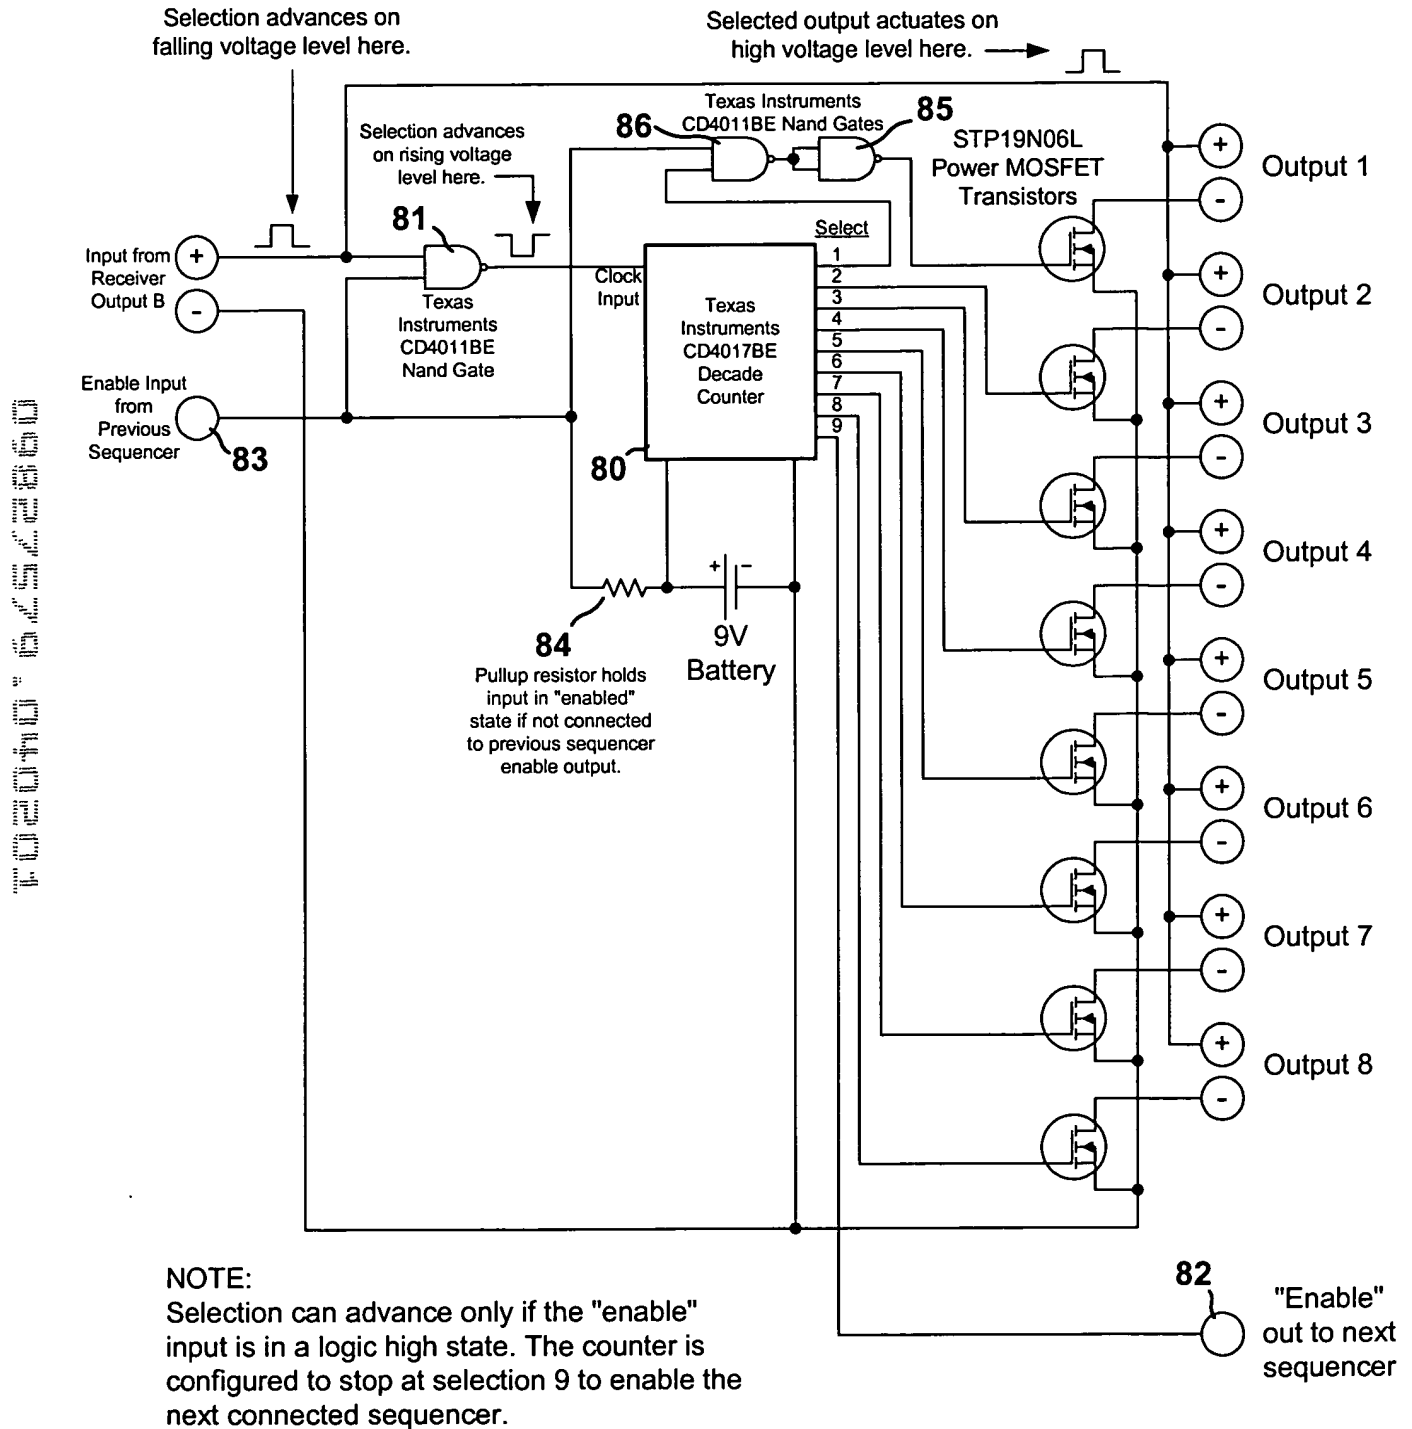 Selection advances on
falling voltage level here.
Selected output actuates on
high voltage level here.
Selection advances
on rising voltage
level here.
Texas Instruments
CD4011BE Nand Gates
86
85
STP19N06L
Power MOSFET
Transistors
81
Input from
Receiver
Output B
+
-
Texas
Instruments
CD4011BE
Nand Gate
Clock
Input
Texas
Instruments
CD4017BE
Decade
Counter
Select
1
2
3
4
5
6
7
8
9
80
Enable Input
from
Previous
Sequencer
83
84
Pullup resistor holds
input in "enabled"
state if not connected
to previous sequencer
enable output.
+ -
9V
Battery
+
Output 1
-
+
Output 2
-
+
Output 3
-
+
Output 4
-
+
Output 5
-
+
Output 6
-
+
Output 7
-
+
Output 8
-
82
"Enable"
out to next
sequencer
NOTE:
Selection can advance only if the "enable"
input is in a logic high state. The counter is
configured to stop at selection 9 to enable the
next connected sequencer.
09827579.040201